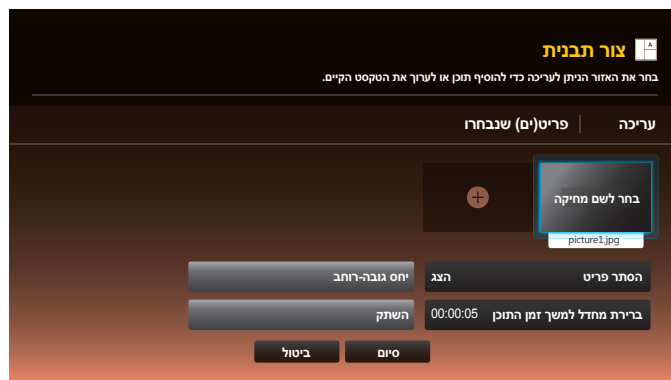 A
צור תבנית
בחר את האזור הניתן לעריכה כדי להוסיף תוכן או לערוך את הטקסט הקיים.
עריכה | פריט(ים) שנבחרו
בחר לשם מחיקה +
picture1.jpg
הסתר פריט הצג יחס גובה-רוחב
ברירת מחדל למשך זמן התוכן 00:00:05 השתק
סיום ביטול